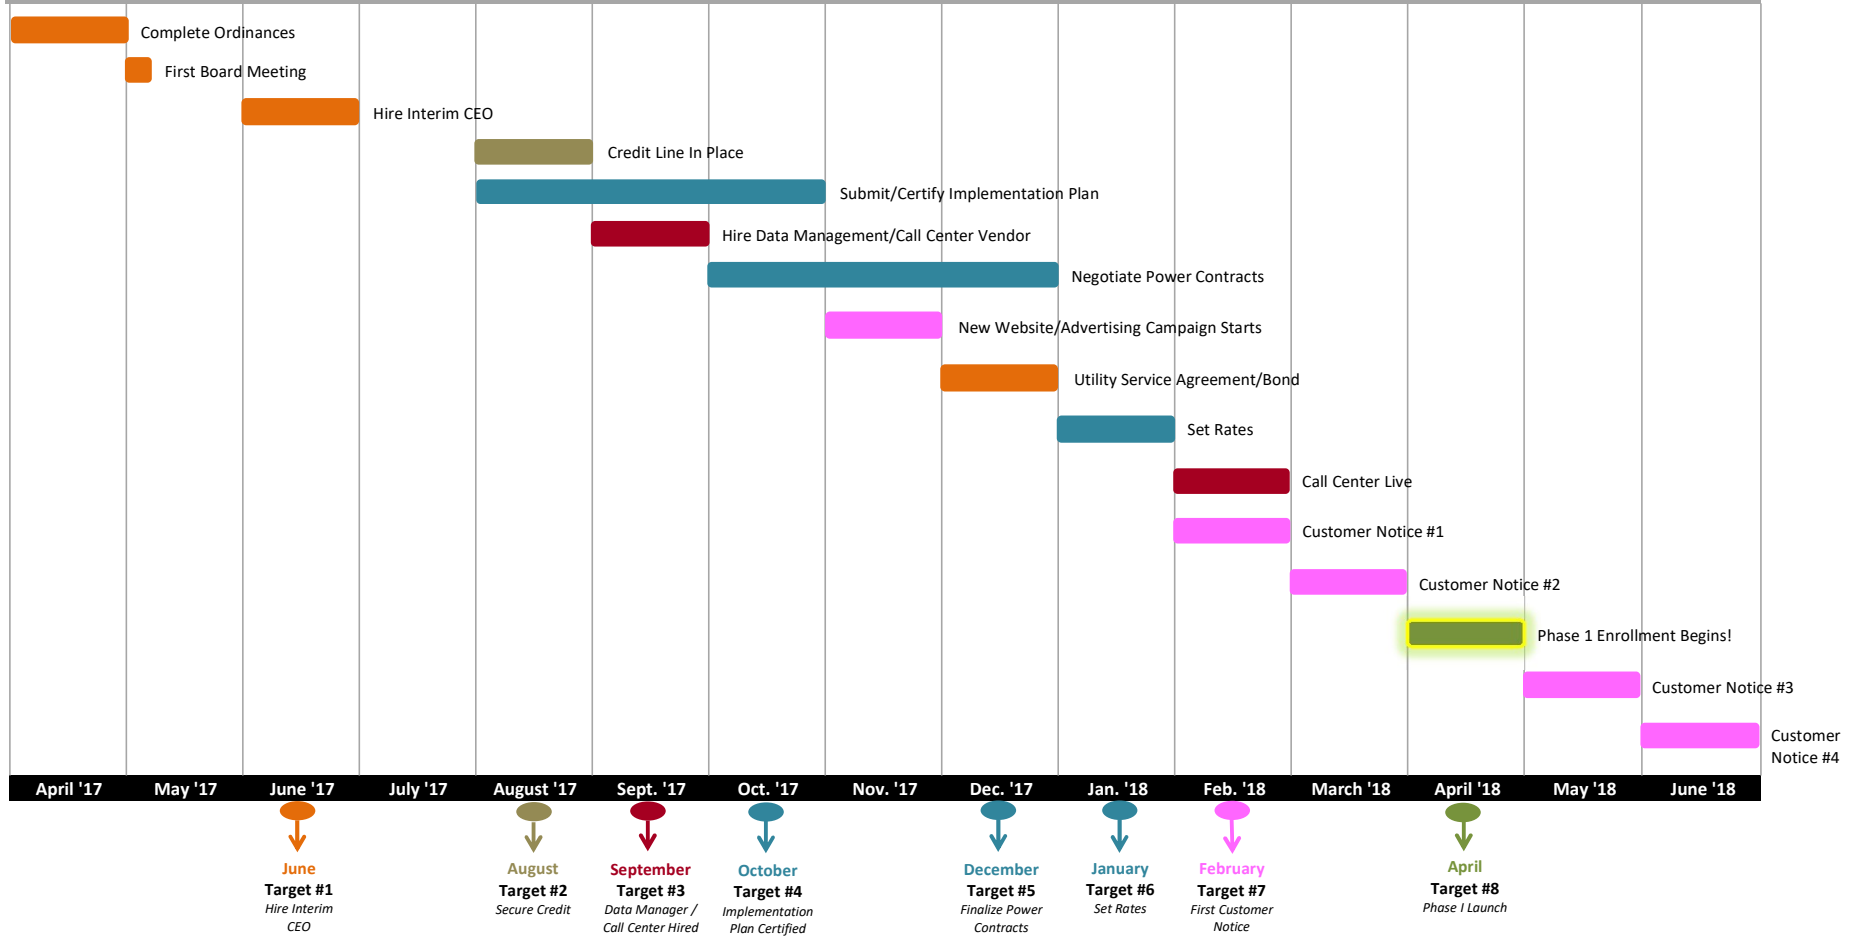 Complete Ordinances
First Board Meeting
Hire Interim CEO
Credit Line In Place
Submit/Certify Implementation Plan
Hire Data Management/Call Center Vendor
Negotiate Power Contracts
New Website/Advertising Campaign Starts
Utility Service Agreement/Bond
Set Rates
Call Center Live
Customer Notice #1
Customer Notice #2
Phase 1 Enrollment Begins!
Customer Notice #3
Customer
Notice #4
April '17 May '17 June '17 July '17 August '17 Sept. '17 Oct. '17 Nov. '17 Dec. '17 Jan. '18 Feb. '18 March '18 April '18 May '18 June '18
June
Target #1
Hire Interim
CEO
August
Target #2
Secure Credit
September
Target #3
Data Manager /
Call Center Hired
October
Target #4
Implementation
Plan Certified
December
Target #5
Finalize Power
Contracts
January
Target #6
Set Rates
February
Target #7
First Customer
Notice
April
Target #8
Phase I Launch